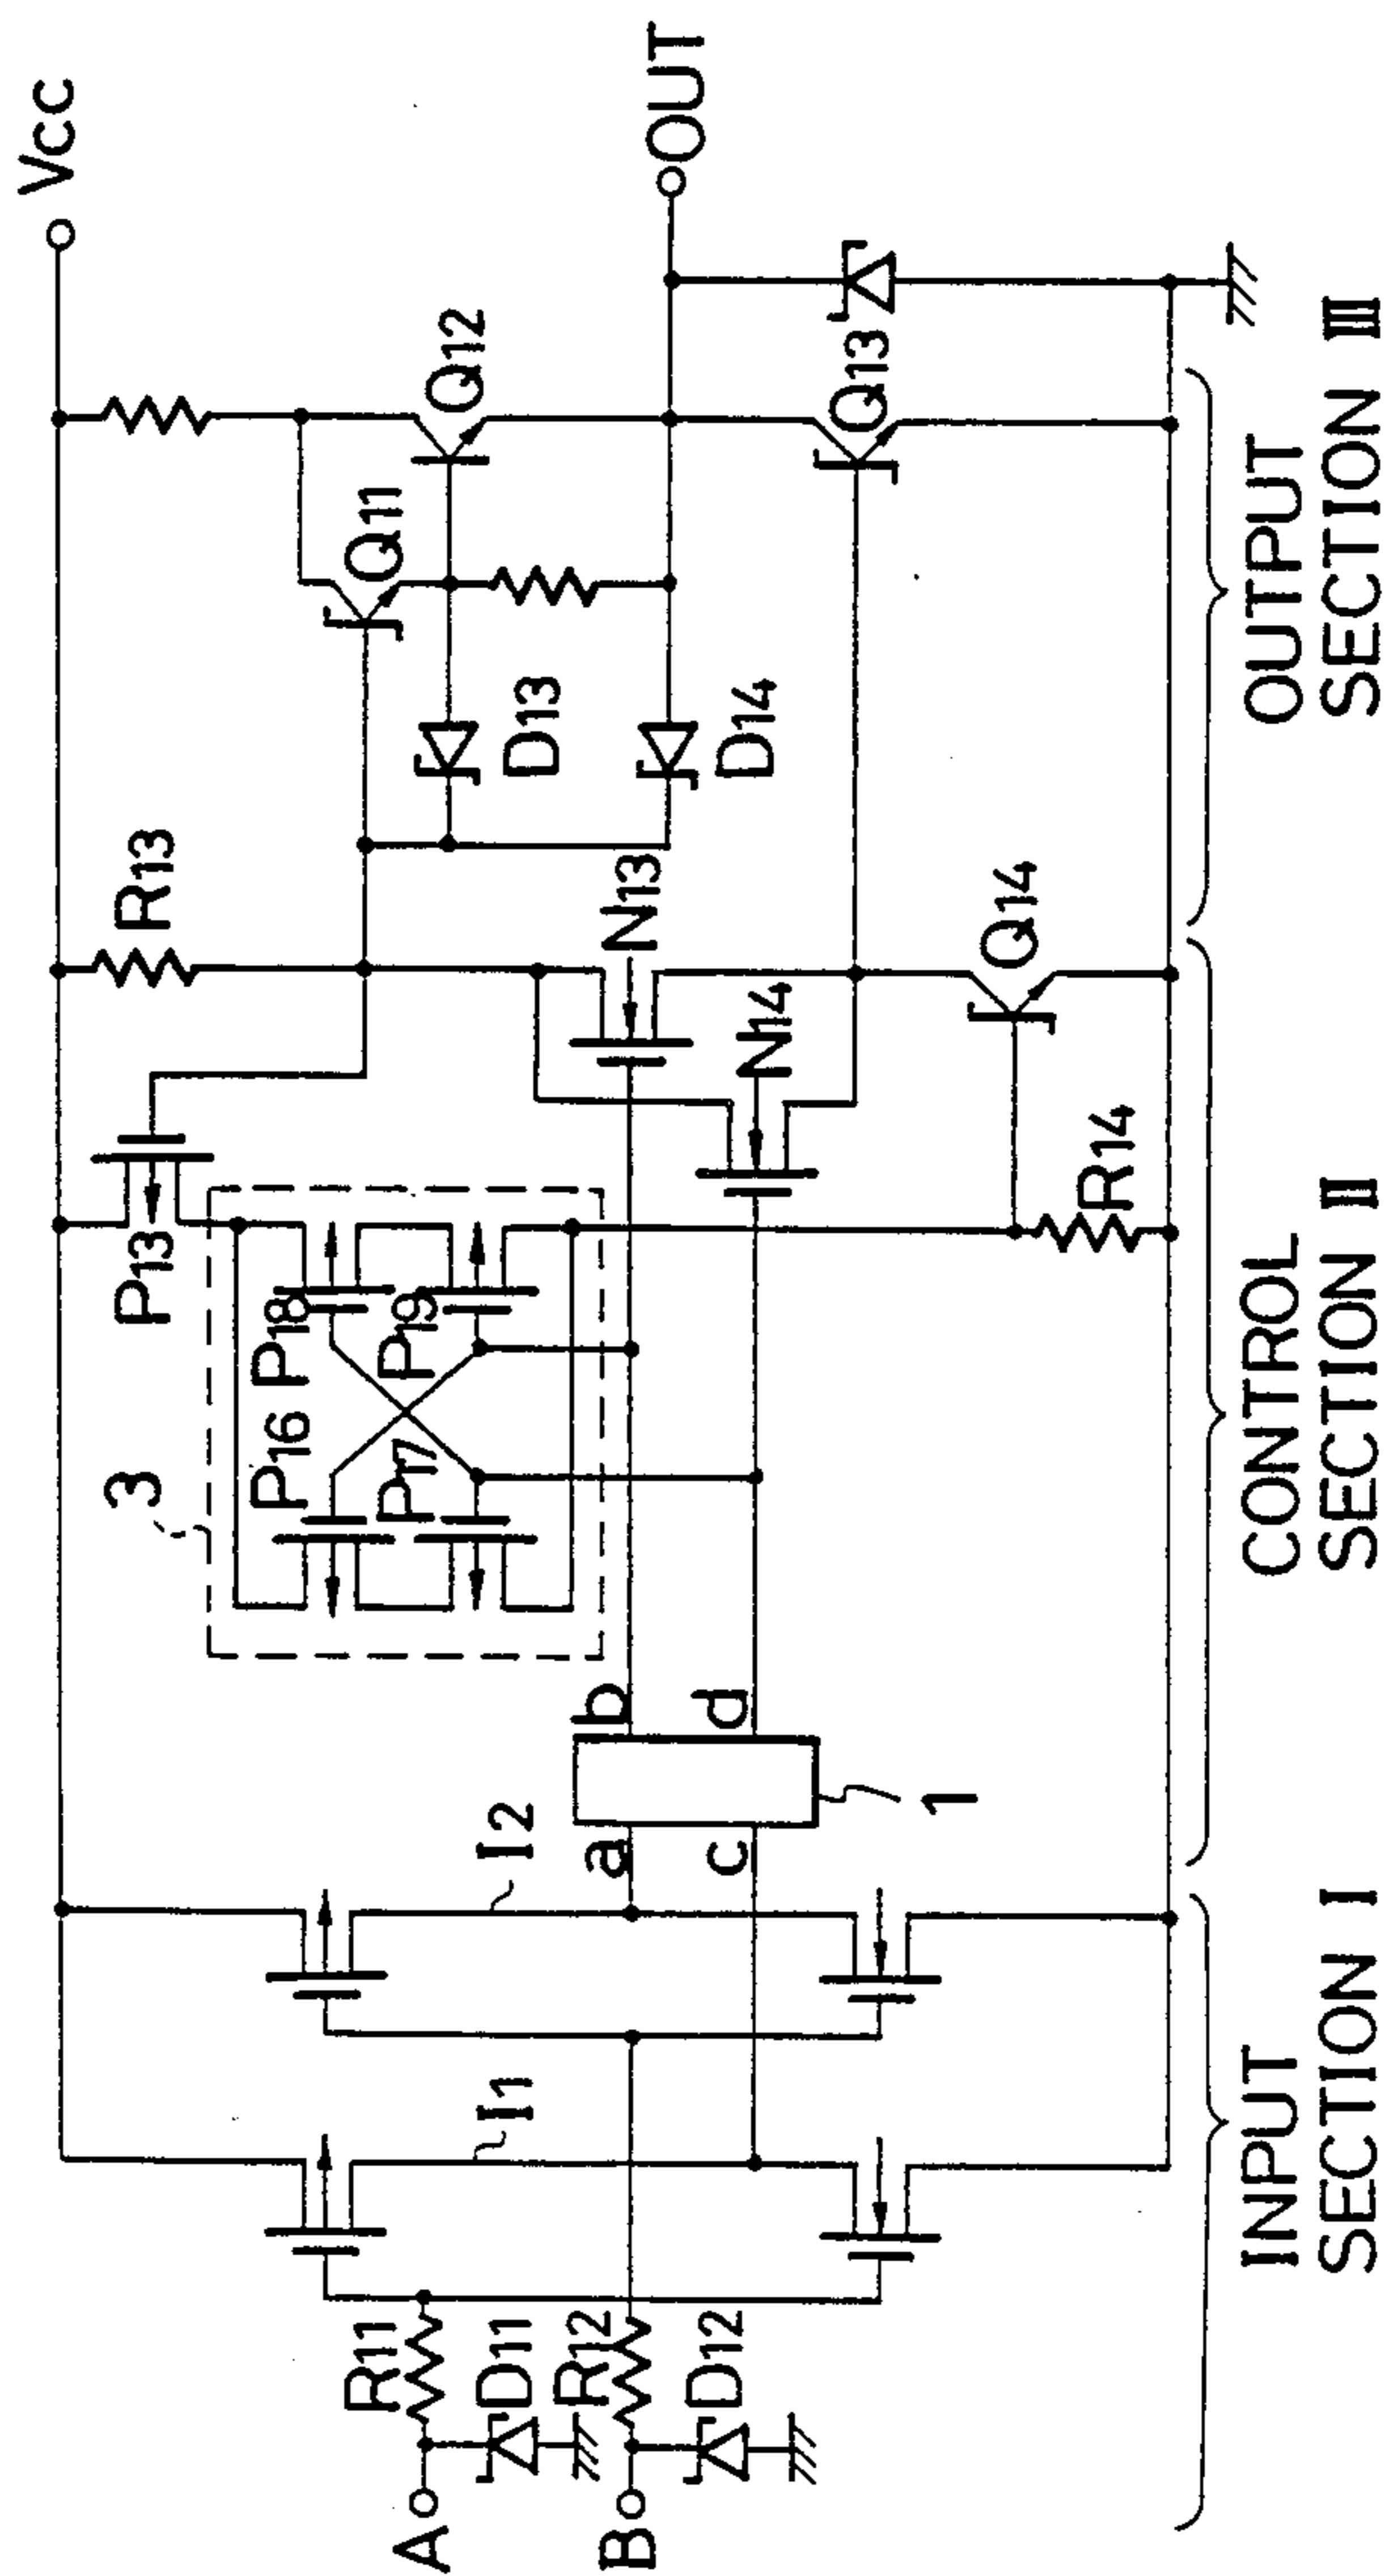 Vcc
R13
P13
Q11
Q12
OUT
D13
D14
Q13
N13
N14
Q14
R14
3
P16
P18
P17
P19
a
b
c
d
1
I1
I2
A
R11
D11
B
R12
D12
INPUT
SECTION I
CONTROL
SECTION II
OUTPUT
SECTION III